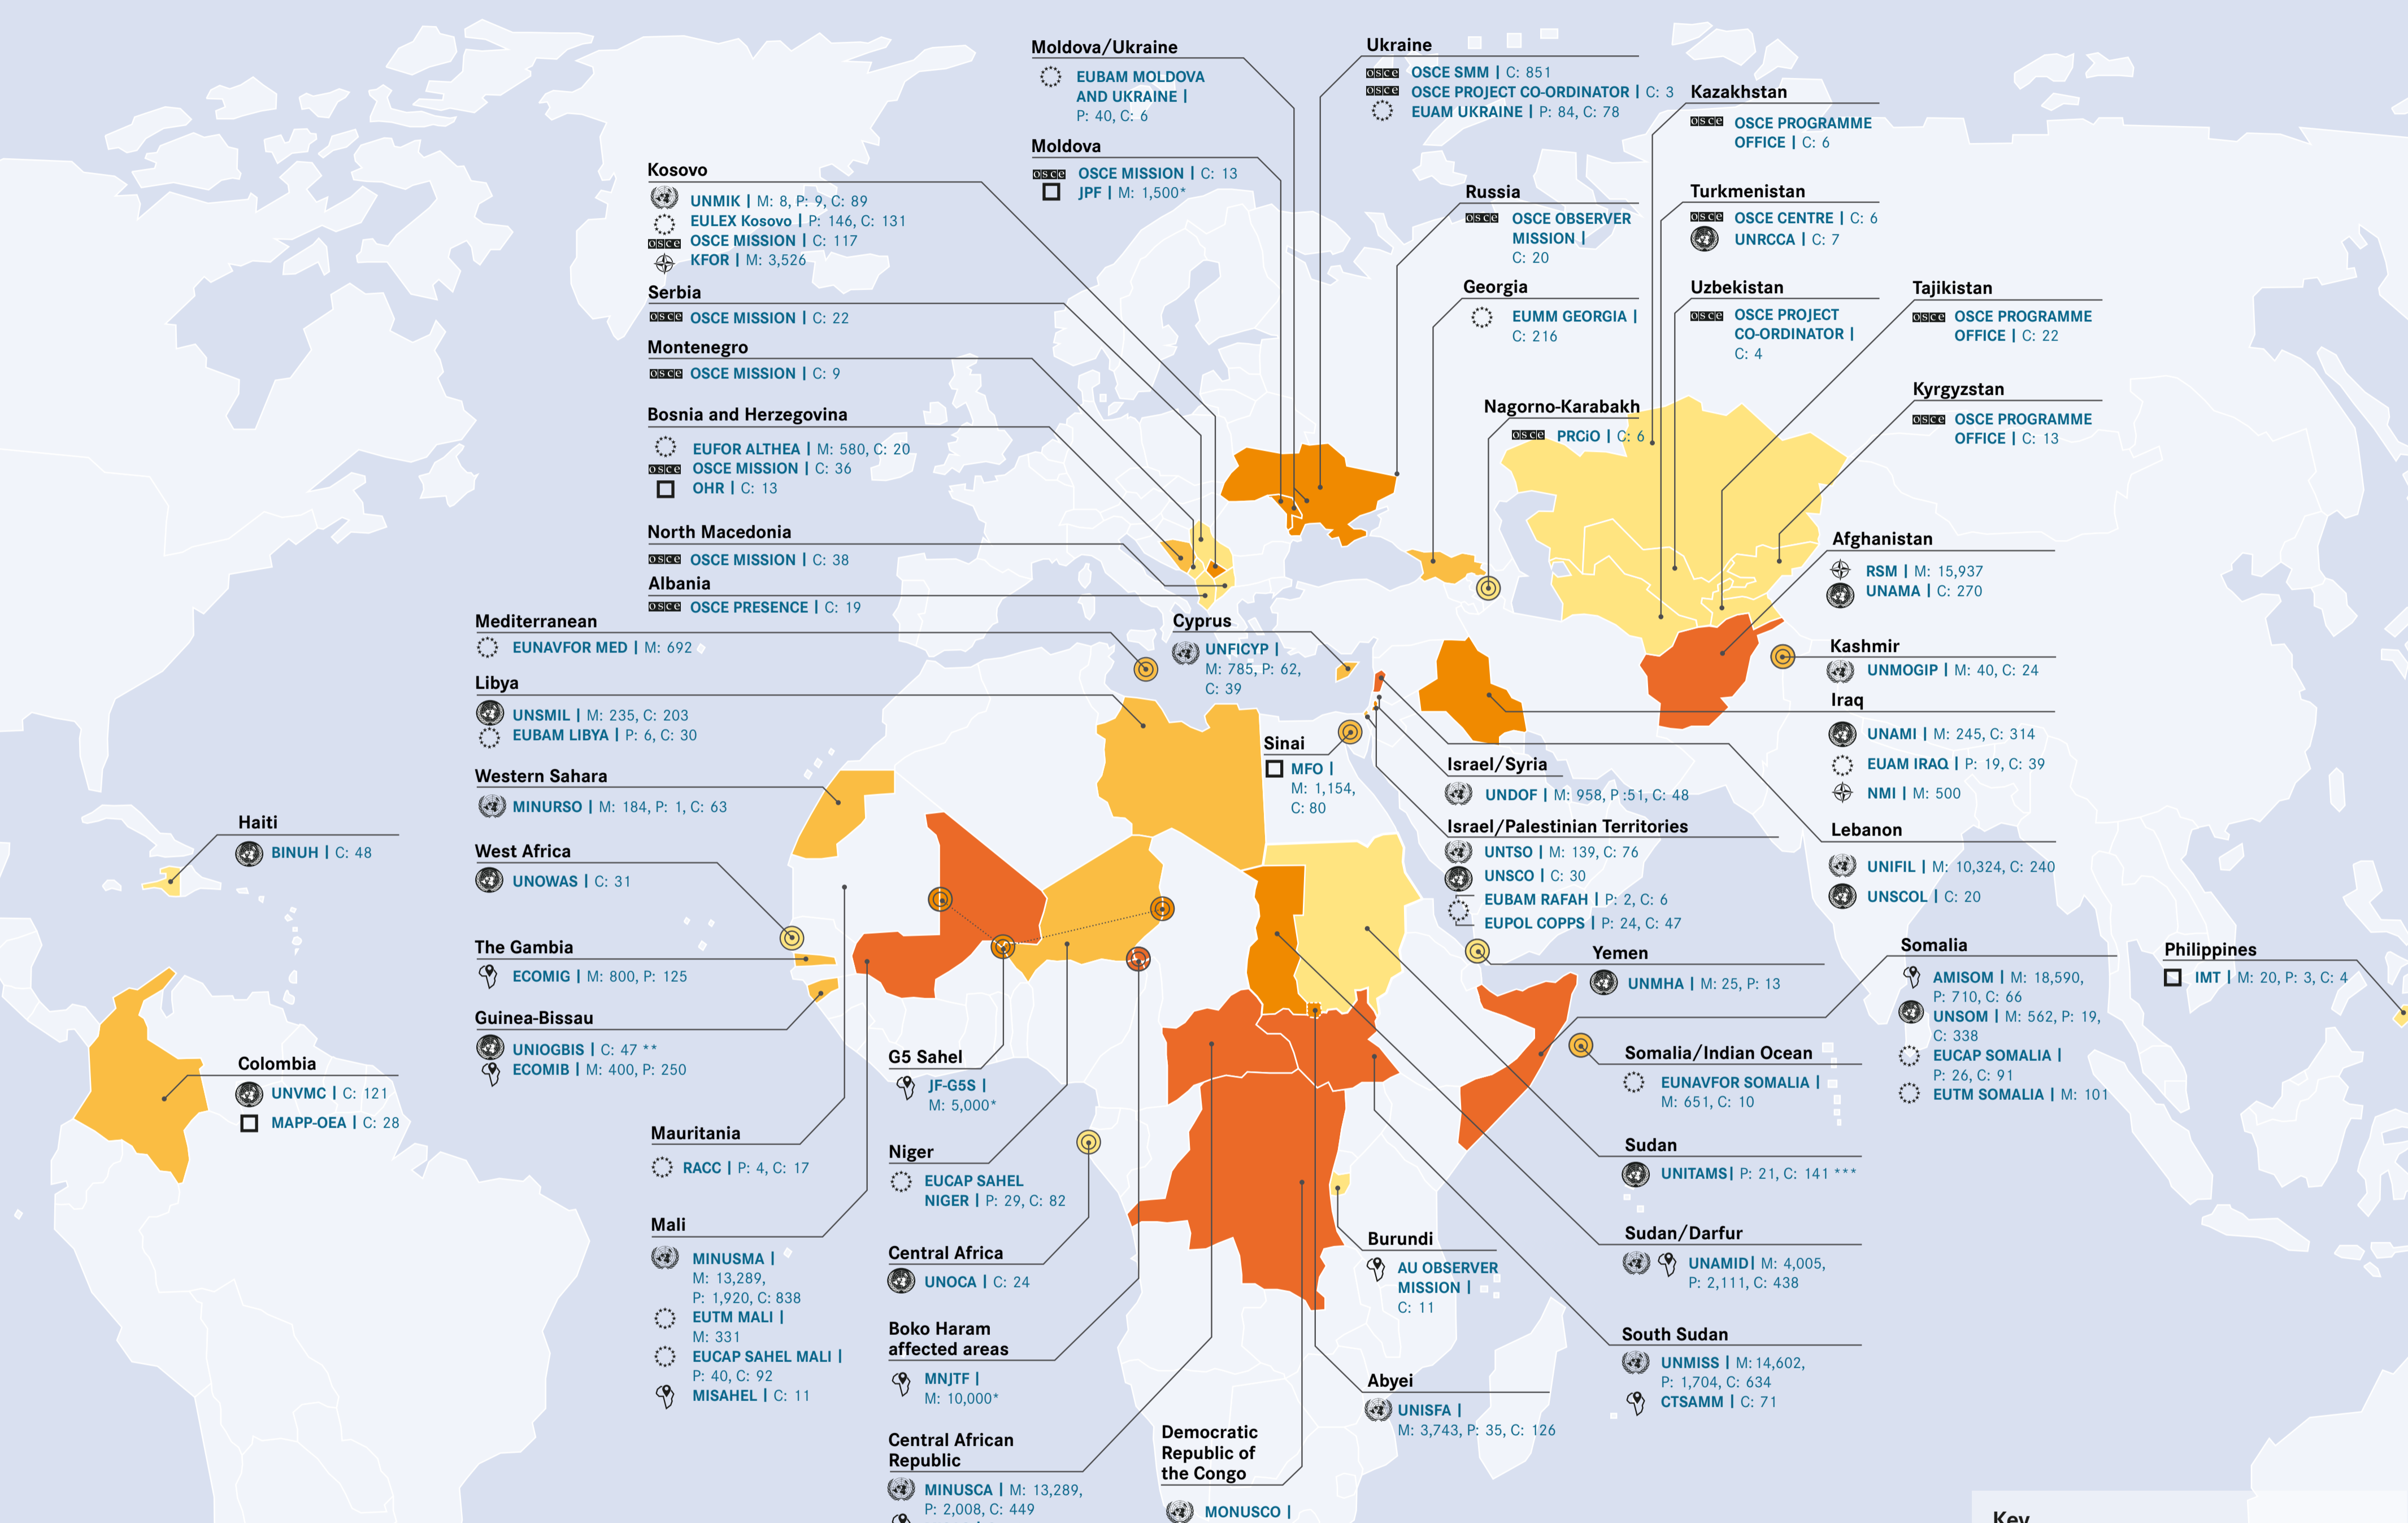 Moldova/Ukraine
EUBAM MOLDOVA
AND UKRAINE |
P: 40, C: 6
Moldova
osce OSCE MISSION | C: 13
JPF | M: 1,500*
Ukraine
osce OSCE SMM | C: 851
osce OSCE PROJECT CO-ORDINATOR | C: 3
EUAM UKRAINE | P: 84, C: 78
Kazakhstan
osce OSCE PROGRAMME
OFFICE | C: 6
Russia
osce OSCE OBSERVER
MISSION |
C: 20
Turkmenistan
osce OSCE CENTRE | C: 6
UNRCCA | C: 7
Georgia
EUMM GEORGIA |
C: 216
Uzbekistan
osce OSCE PROJECT
CO-ORDINATOR |
C: 4
Tajikistan
osce OSCE PROGRAMME
OFFICE | C: 22
Nagorno-Karabakh
osce PRCiO | C: 6
Kyrgyzstan
osce OSCE PROGRAMME
OFFICE | C: 13
Kosovo
UNMIK | M: 8, P: 9, C: 89
EULEX Kosovo | P: 146, C: 131
osce OSCE MISSION | C: 117
KFOR | M: 3,526
Serbia
osce OSCE MISSION | C: 22
Montenegro
osce OSCE MISSION | C: 9
Bosnia and Herzegovina
EUFOR ALTHEA | M: 580, C: 20
osce OSCE MISSION | C: 36
OHR | C: 13
North Macedonia
osce OSCE MISSION | C: 38
Albania
osce OSCE PRESENCE | C: 19
Mediterranean
EUNAVFOR MED | M: 692
Libya
UNSMIL | M: 235, C: 203
EUBAM LIBYA | P: 6, C: 30
Western Sahara
MINURSO | M: 184, P: 1, C: 63
West Africa
UNOWAS | C: 31
The Gambia
ECOMIG | M: 800, P: 125
Guinea-Bissau
UNIOGBIS | C: 47 **
ECOMIB | M: 400, P: 250
Haiti
BINUH | C: 48
Colombia
UNVMC | C: 121
MAPP-OEA | C: 28
Cyprus
UNFICYP |
M: 785, P: 62,
C: 39
Sinai
MFO |
M: 1,154,
C: 80
Afghanistan
RSM | M: 15,937
UNAMA | C: 270
Kashmir
UNMOGIP | M: 40, C: 24
Iraq
UNAMI | M: 245, C: 314
EUAM IRAQ | P: 19, C: 39
NMI | M: 500
Israel/Syria
UNDOF | M: 958, P :51, C: 48
Israel/Palestinian Territories
UNTSO | M: 139, C: 76
UNSCO | C: 30
EUBAM RAFAH | P: 2, C: 6
EUPOL COPPS | P: 24, C: 47
Lebanon
UNIFIL | M: 10,324, C: 240
UNSCOL | C: 20
Yemen
UNMHA | M: 25, P: 13
Somalia
AMISOM | M: 18,590,
P: 710, C: 66
UNSOM | M: 562, P: 19,
C: 338
EUCAP SOMALIA |
P: 26, C: 91
EUTM SOMALIA | M: 101
Philippines
IMT | M: 20, P: 3, C: 4
Somalia/Indian Ocean
EUNAVFOR SOMALIA |
M: 651, C: 10
Sudan
UNITAMS| P: 21, C: 141 ***
Sudan/Darfur
UNAMID| M: 4,005,
P: 2,111, C: 438
South Sudan
UNMISS | M: 14,602,
P: 1,704, C: 634
CTSAMM | C: 71
Mauritania
RACC | P: 4, C: 17
Mali
MINUSMA |
M: 13,289,
P: 1,920, C: 838
EUTM MALI |
M: 331
EUCAP SAHEL MALI |
P: 40, C: 92
MISAHEL | C: 11
G5 Sahel
JF-G5S |
M: 5,000*
Niger
EUCAP SAHEL
NIGER | P: 29, C: 82
Central Africa
UNOCA | C: 24
Boko Haram
affected areas
MNJTF |
M: 10,000*
Central African
Republic
MINUSCA | M: 13,289,
P: 2,008, C: 449
Democratic
Republic of
the Congo
MONUSCO |
Burundi
AU OBSERVER
MISSION |
C: 11
Abyei
UNISFA |
M: 3,743, P: 35, C: 126
Key